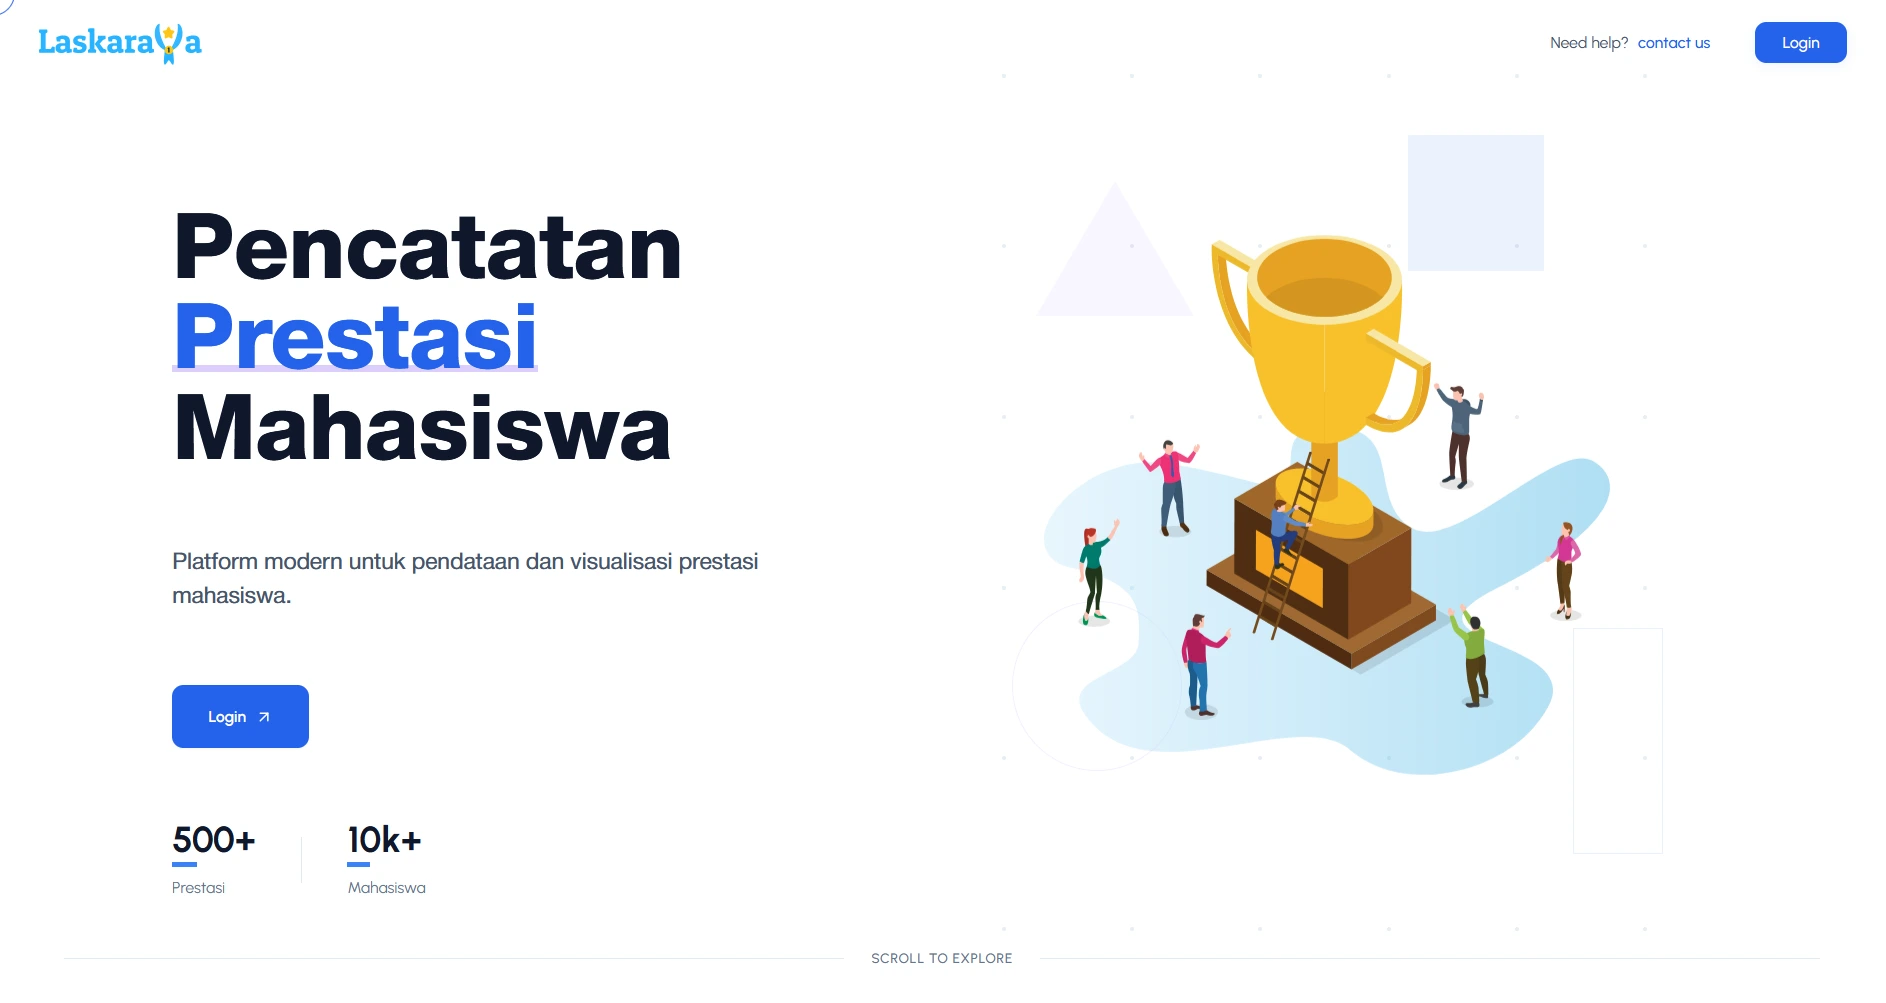 Laskaraya
Need help? contact us
Login
Pencatatan
Prestasi
Mahasiswa
Platform modern untuk pendataan dan visualisasi prestasi
mahasiswa.
Login
500+
10k+
Prestasi
Mahasiswa
SCROLL TO EXPLORE